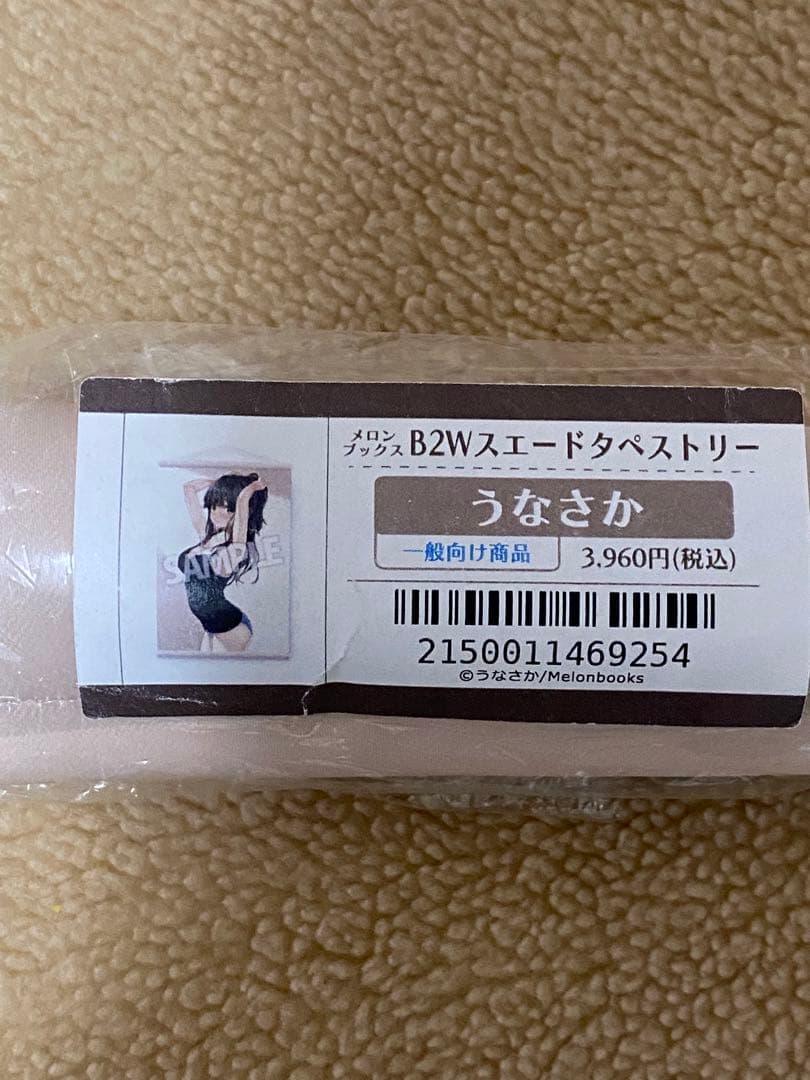 SAMPLE
メロンブックス B2Wスエードタペストリー
うなさか
一般向け商品 3,960円(税込)
2150011469254
©うなさか/Melonbooks